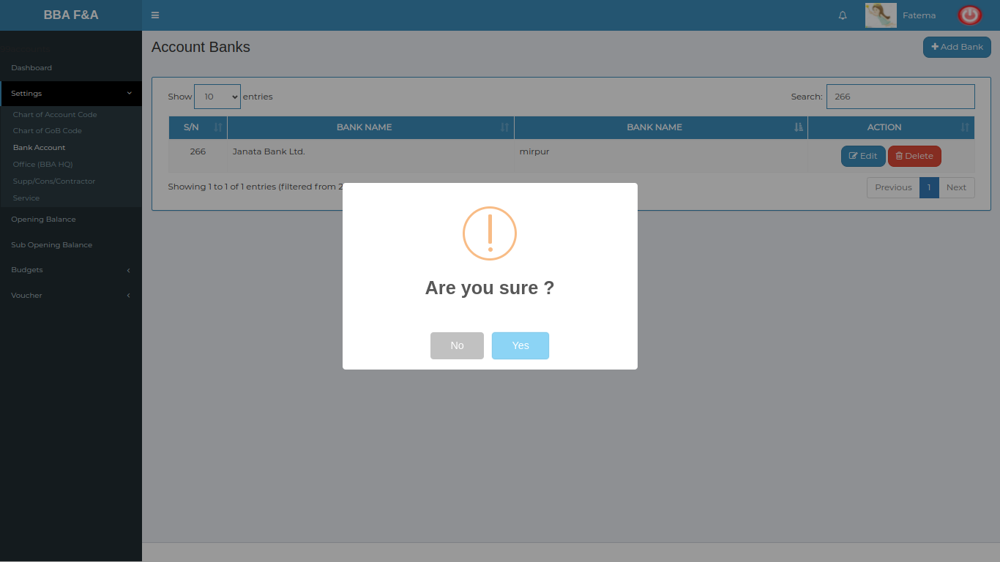 BBA F&A
Fatema
Account Banks
Add Bank
Dashboard
Settings
Chart of Account Code
Chart of GoB Code
Bank Account
Office (BBA HQ)
Supp/Cons/Contractor
Service
Opening Balance
Sub Opening Balance
Budgets
Voucher
Show 10 entries
Search: 266
S/N BANK NAME BANK NAME ACTION
266 Janata Bank Ltd. mirpur Edit Delete
Showing 1 to 1 of 1 entries (filtered from
Previous 1 Next
Are you sure ?
No Yes